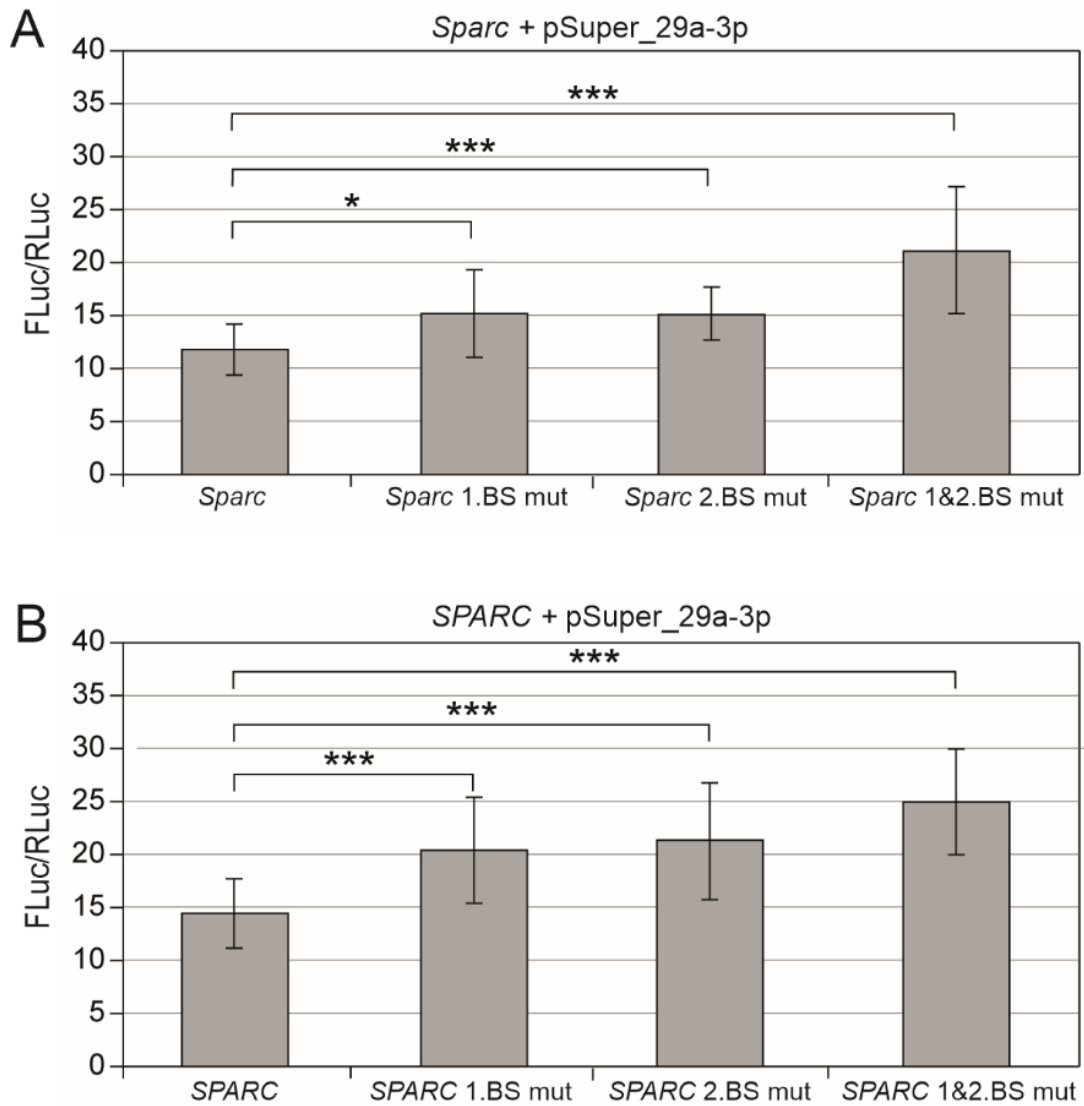 A
Sparc + pSuper_29a-3p
40
35
30
25
20
15
10
5
0
FLuc/RLuc
***
***
*
Sparc
Sparc 1.BS mut
Sparc 2.BS mut
Sparc 1&2.BS mut
B
SPARC + pSuper_29a-3p
40
35
30
25
20
15
10
5
0
FLuc/RLuc
***
***
***
SPARC
SPARC 1.BS mut
SPARC 2.BS mut
SPARC 1&2.BS mut